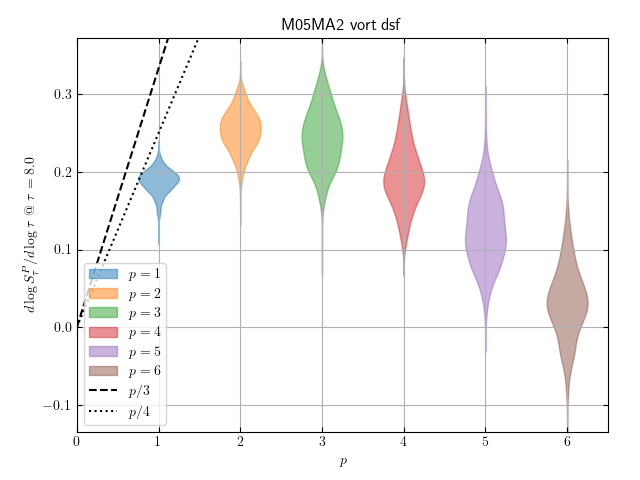 M05MA2 vort dsf
d log S_τ^P / d log τ @ τ = 8.0
0.3
0.2
0.1
0.0
−0.1
p = 1
p = 2
p = 3
p = 4
p = 5
p = 6
p/3
p/4
0 1 2 3 4 5 6
p